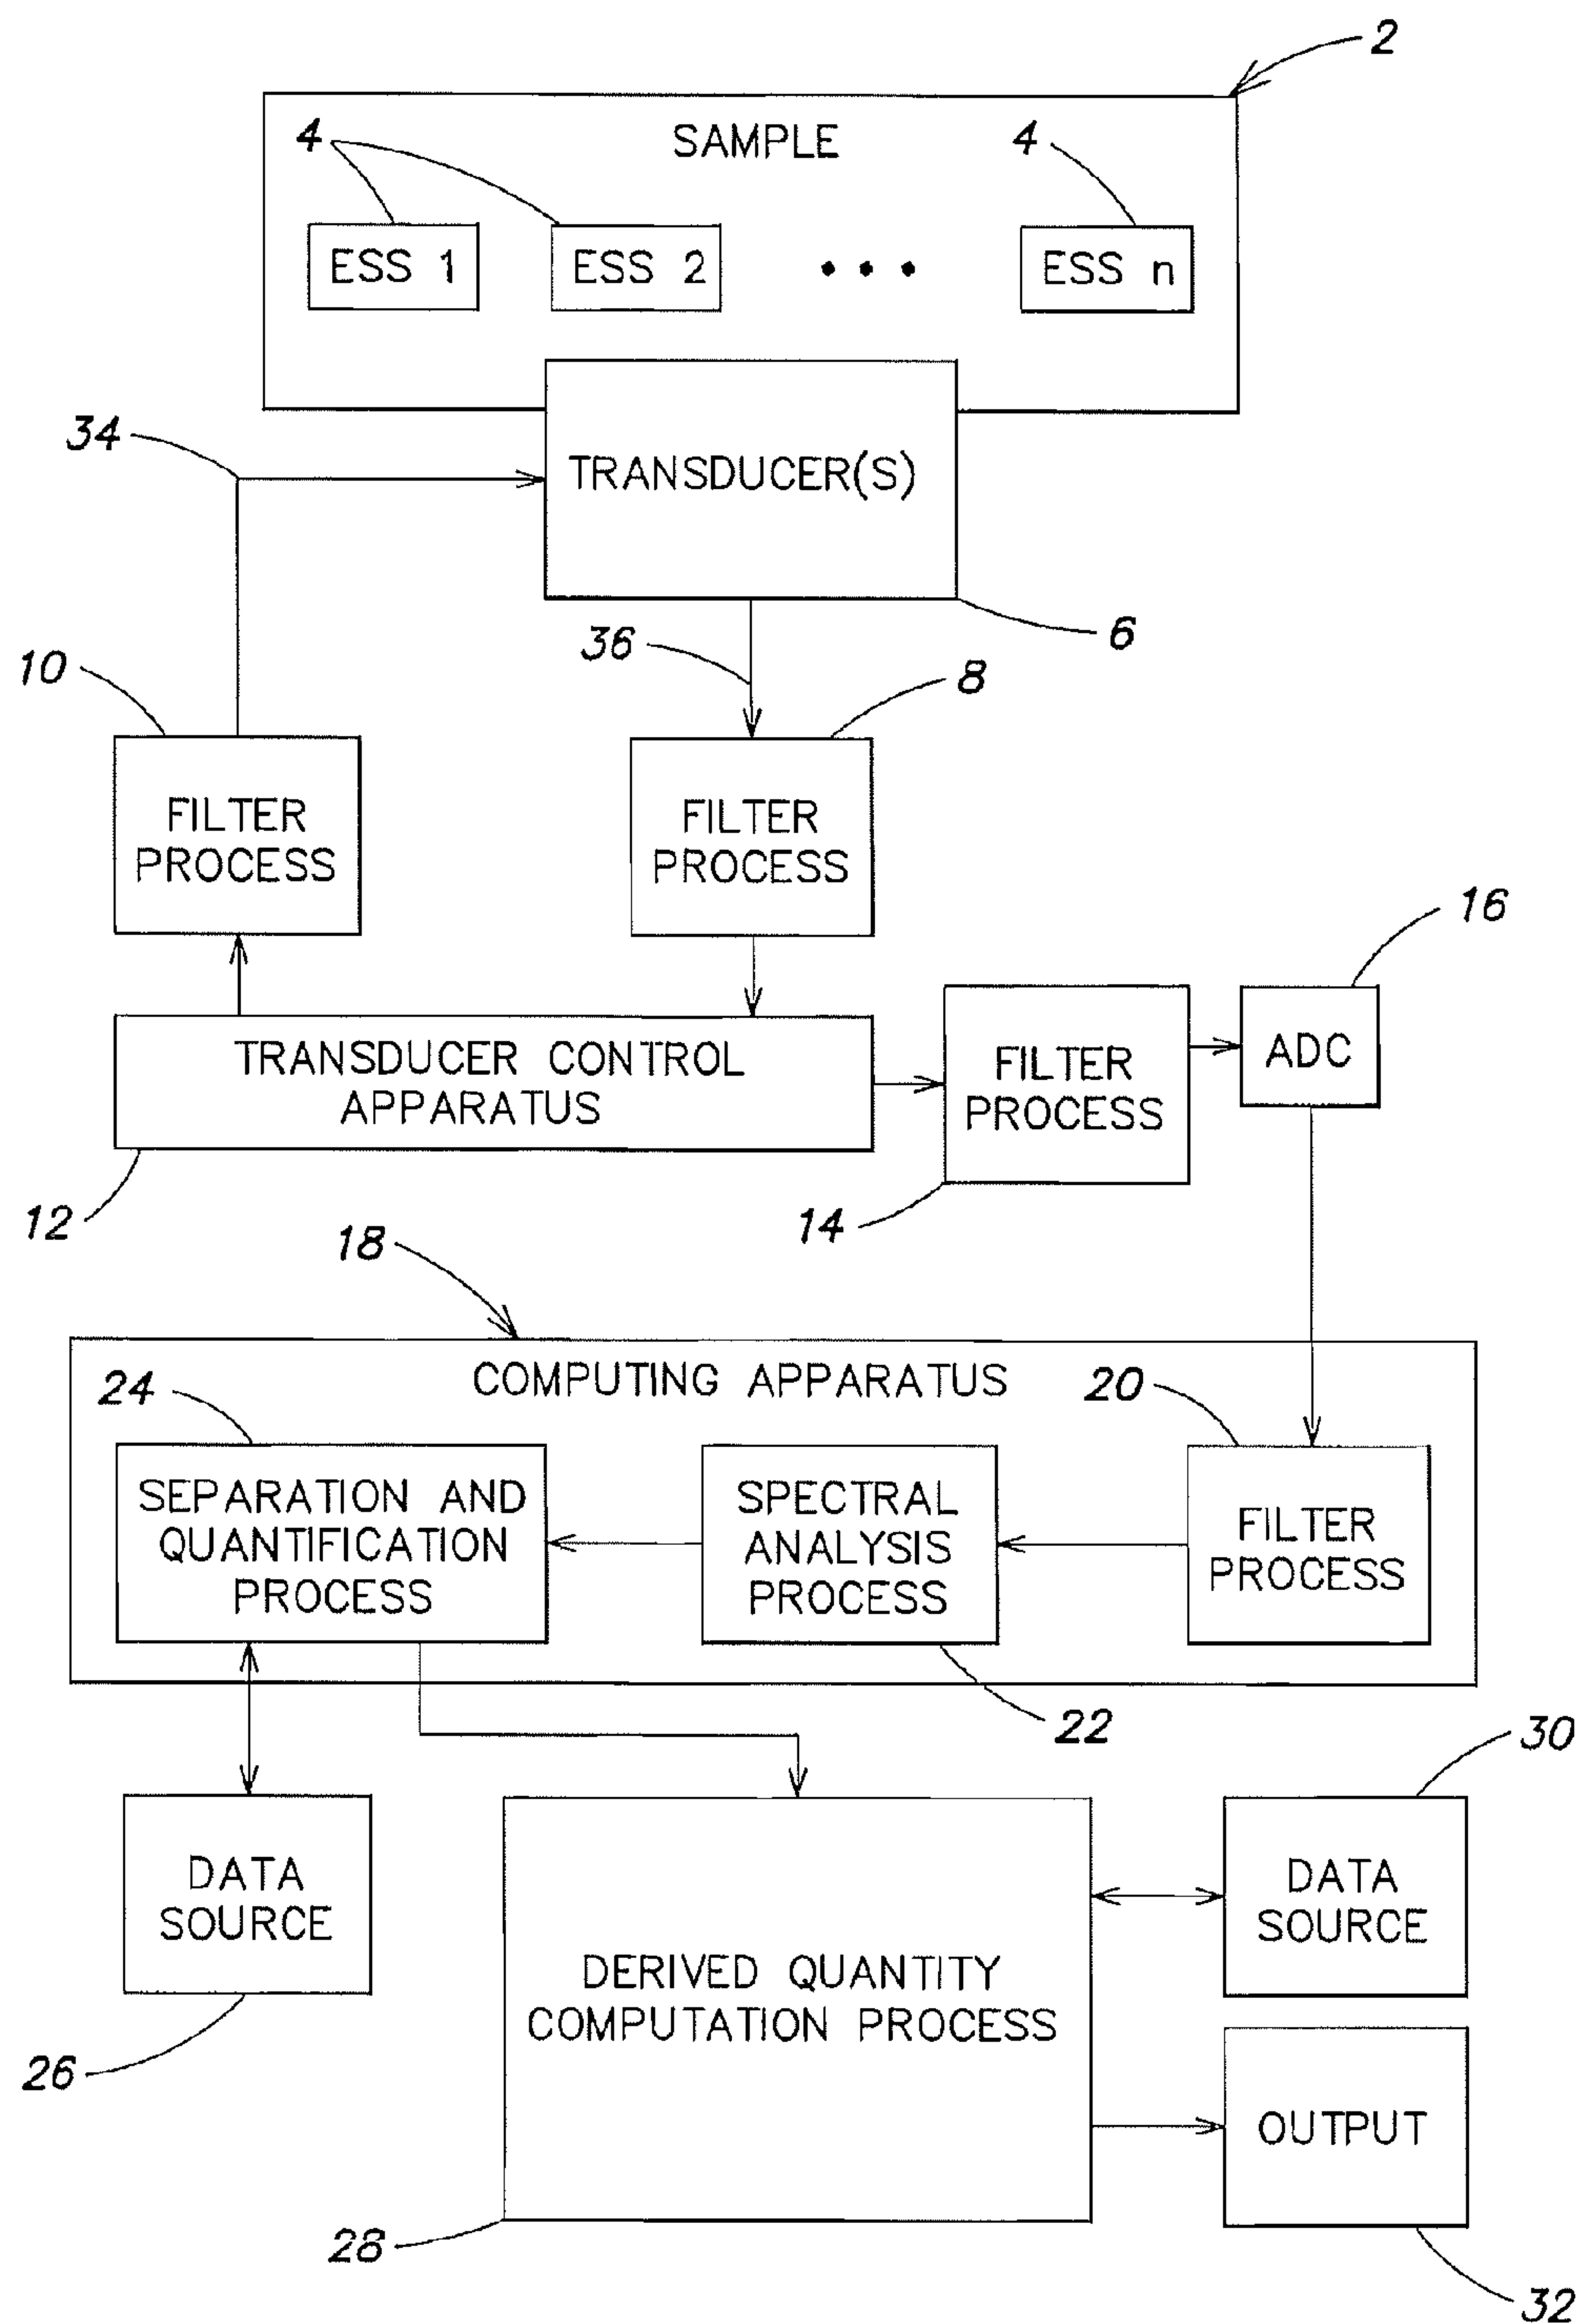 2
SAMPLE
4
4
ESS 1
ESS 2
• • •
ESS n
34
TRANSDUCER(S)
6
36
10
8
FILTER
PROCESS
FILTER
PROCESS
16
TRANSDUCER CONTROL
APPARATUS
FILTER
PROCESS
ADC
12
14
18
COMPUTING APPARATUS
24
20
SEPARATION AND
QUANTIFICATION
PROCESS
SPECTRAL
ANALYSIS
PROCESS
FILTER
PROCESS
22
30
DATA
SOURCE
DERIVED QUANTITY
COMPUTATION PROCESS
DATA
SOURCE
26
OUTPUT
28
32